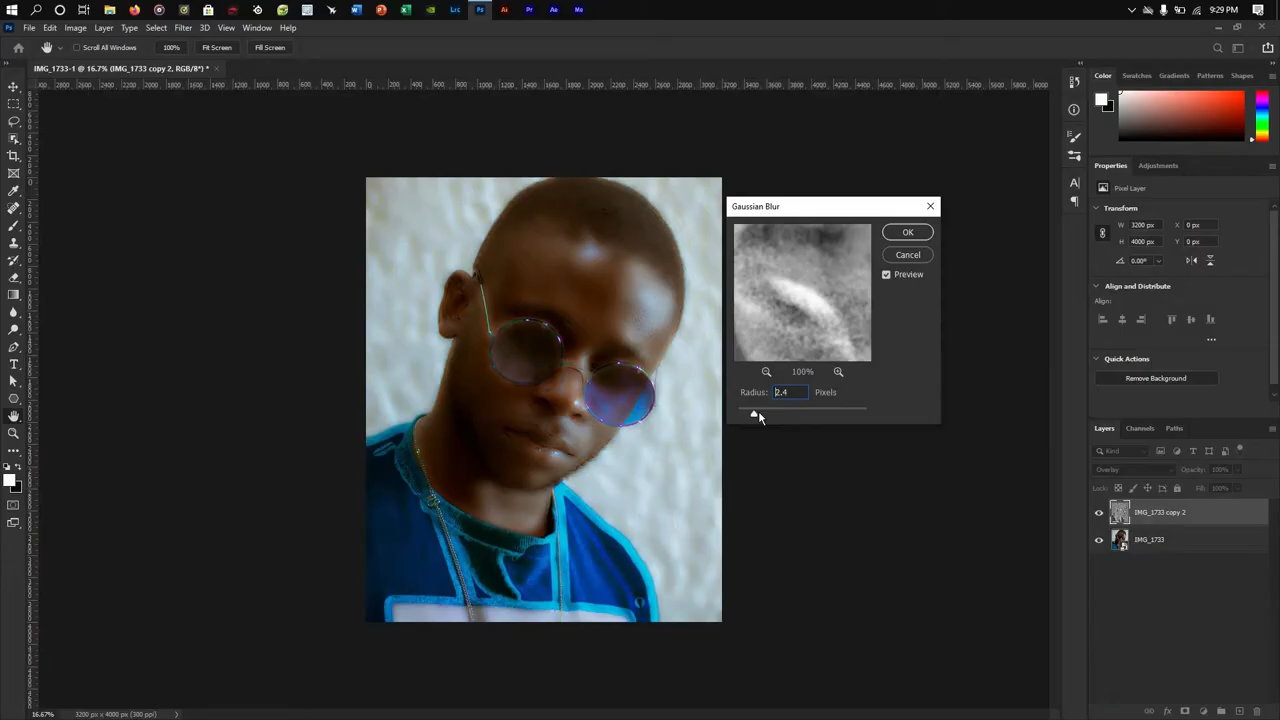 9:29 PM
File Edit Image Layer Type Select Filter 3D View Window Help
Scroll All Windows 100% Fit Screen Fill Screen
IMG_1733-1 @ 16.7% (IMG_1733 copy 2, RGB/8*) *
Color Swatches Gradients Patterns Shapes
Properties Adjustments
Pixel Layer
Transform
W 3200 px X 0 px
H 4000 px Y 0 px
0.00°
Align and Distribute
Align:
Quick Actions
Remove Background
Layers Channels Paths
Kind
Overlay Opacity: 100%
Lock: Fill: 100%
IMG_1733 copy 2
IMG_1733
Gaussian Blur
OK
Cancel
Preview
100%
Radius: 2.4 Pixels
16.67% 3200 px x 4000 px (300 ppi)